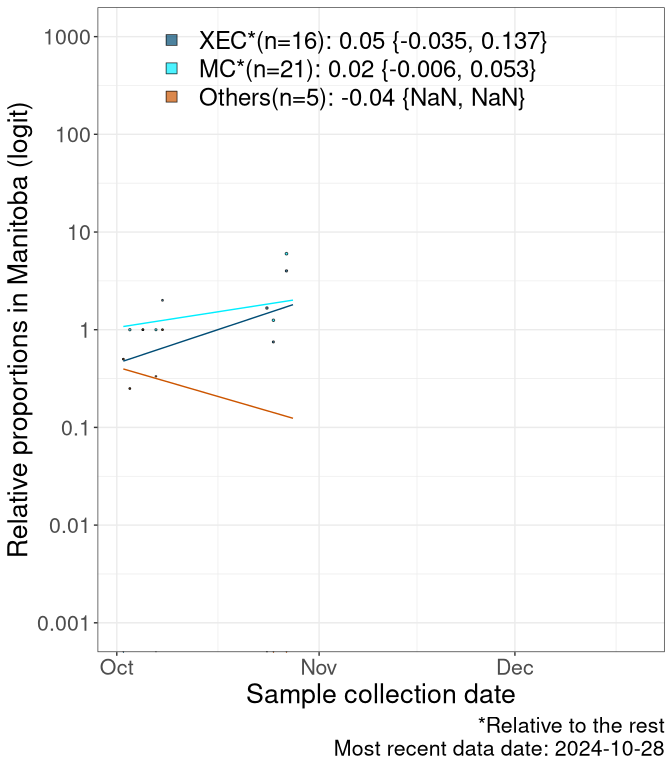 XEC*(n=16): 0.05 {-0.035, 0.137}
MC*(n=21): 0.02 {-0.006, 0.053}
Others(n=5): -0.04 {NaN, NaN}
Relative proportions in Manitoba (logit)
1000
100
10
1
0.1
0.01
0.001
Oct Nov Dec
Sample collection date
*Relative to the rest
Most recent data date: 2024-10-28